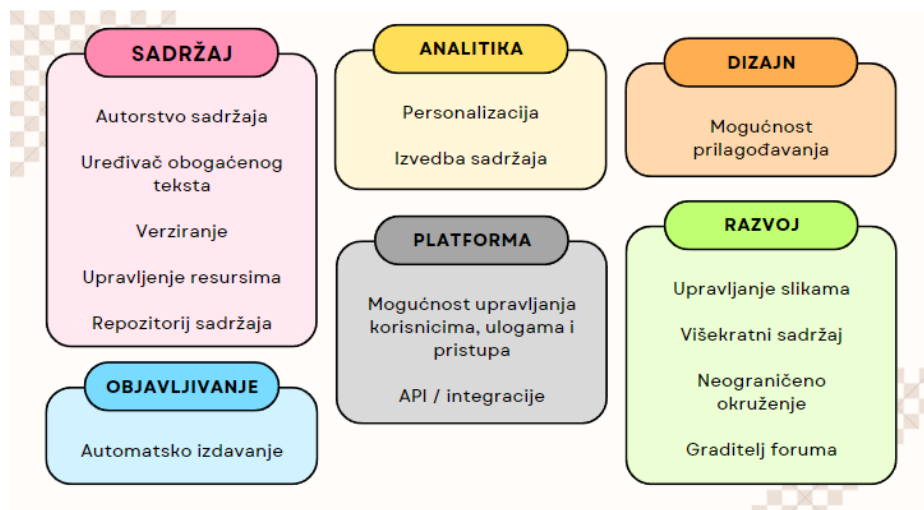 SADRŽAJ
Autorstvo sadržaja
Uređivač obogaćenog
teksta
Verziranje
Upravljenje resursima
Repozitorij sadržaja
OBJAVLJIVANJE
Automatsko izdavanje
ANALITIKA
Personalizacija
Izvedba sadržaja
PLATFORMA
Mogućnost upravljanja
korisnicima, ulogama i
pristupa
API / integracije
DIZAJN
Mogućnost
prilagođavanja
RAZVOJ
Upravljanje slikama
Višekratni sadržaj
Neograničeno
okruženje
Graditelj foruma